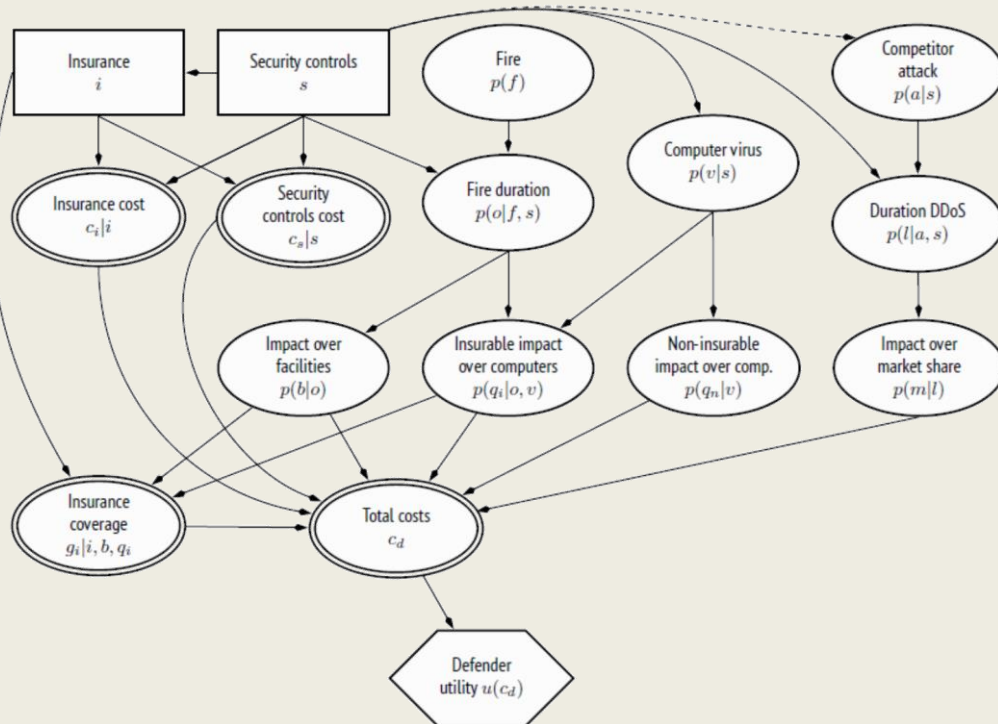 Insurance
i
Security controls
s
Fire
p(f)
Competitor
attack
p(a|s)
Computer virus
p(v|s)
Insurance cost
c_i|i
Security
controls cost
c_s|s
Fire duration
p(o|f, s)
Duration DDoS
p(l|a, s)
Impact over
facilities
p(b|o)
Insurable impact
over computers
p(q_i|o, v)
Non-insurable
impact over comp.
p(q_n|v)
Impact over
market share
p(m|l)
Insurance
coverage
g_i|i, b, q_i
Total costs
c_d
Defender
utility u(c_d)